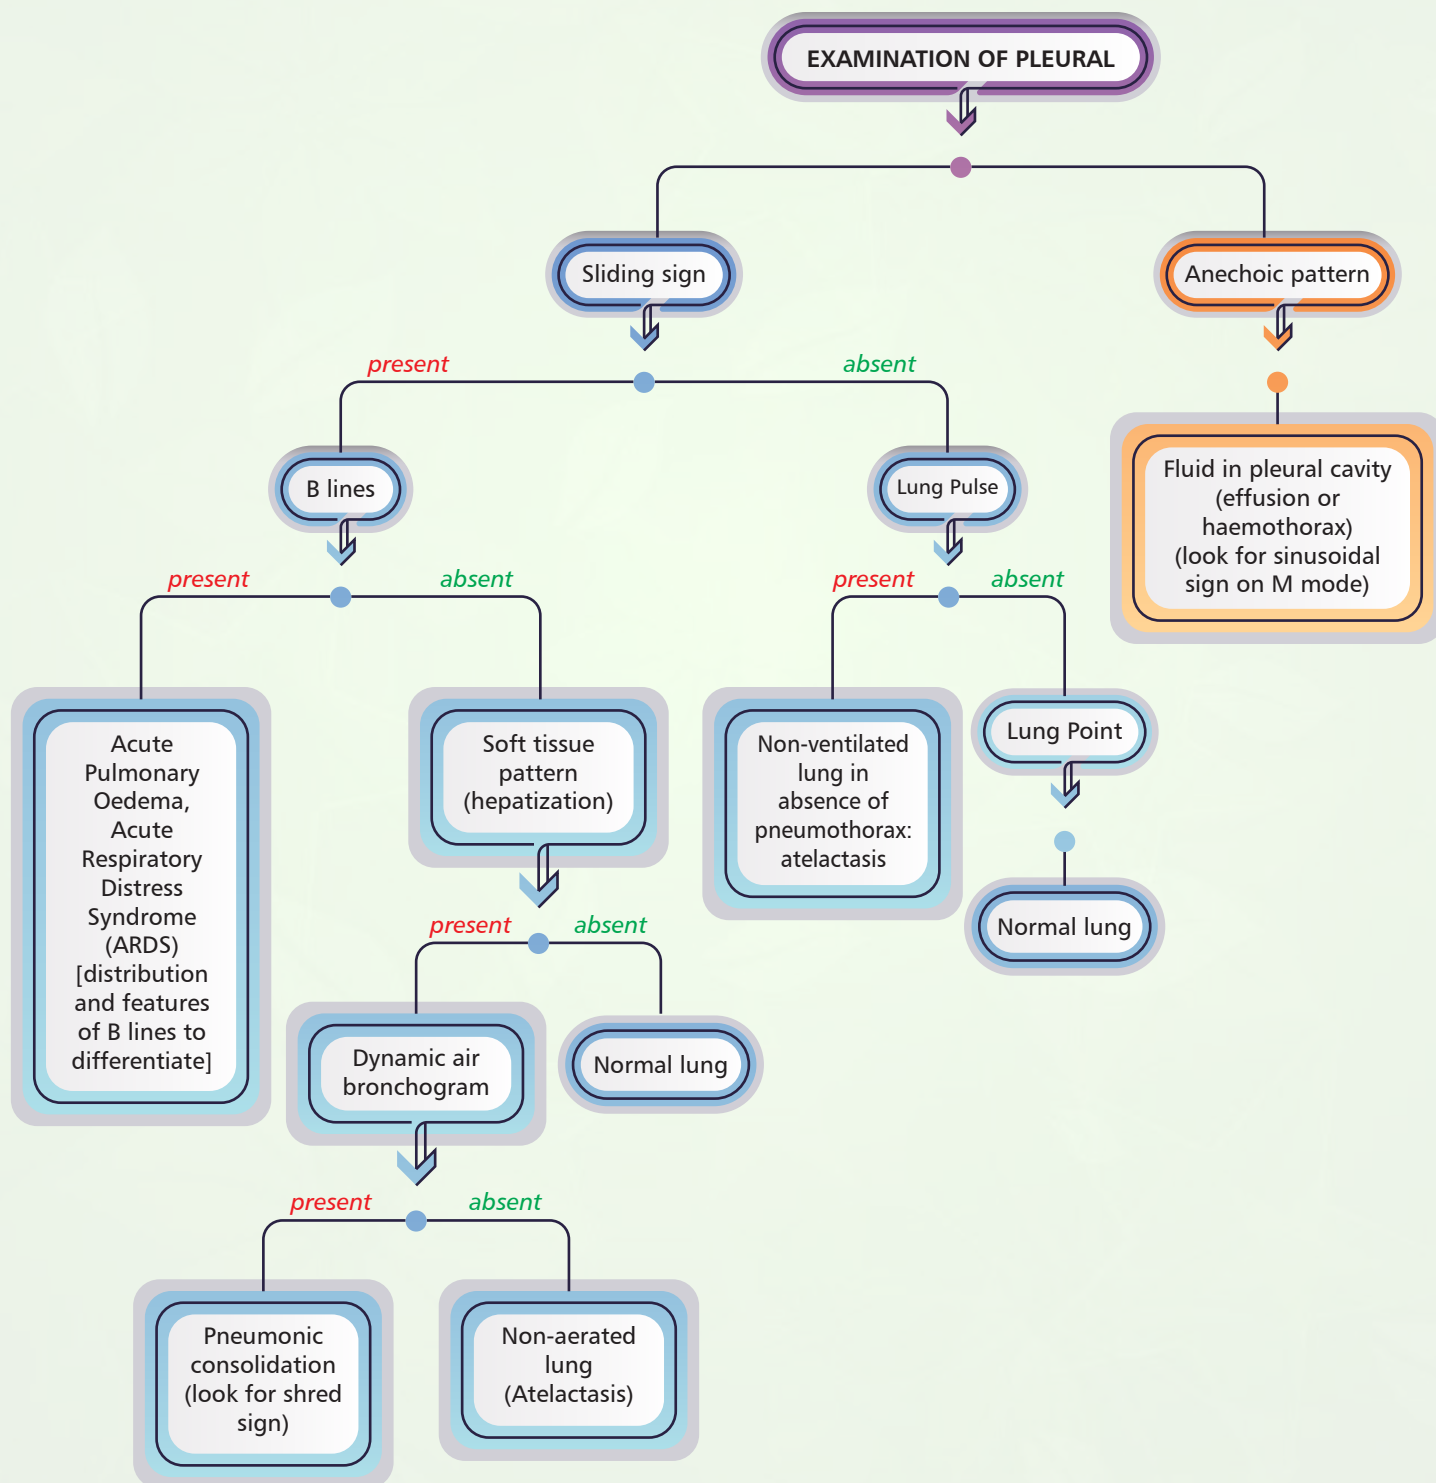 EXAMINATION OF PLEURAL
Sliding sign
Anechoic pattern
present
absent
B lines
Lung Pulse
Fluid in pleural cavity
(effusion or
haemothorax)
(look for sinusoidal
sign on M mode)
present
absent
present
absent
Acute
Pulmonary
Oedema,
Acute
Respiratory
Distress
Syndrome
(ARDS)
[distribution
and features
of B lines to
differentiate]
Soft tissue
pattern
(hepatization)
Non-ventilated
lung in
absence of
pneumothorax:
atelactasis
Lung Point
Normal lung
present
absent
Dynamic air
bronchogram
Normal lung
present
absent
Pneumonic
consolidation
(look for shred
sign)
Non-aerated
lung
(Atelactasis)